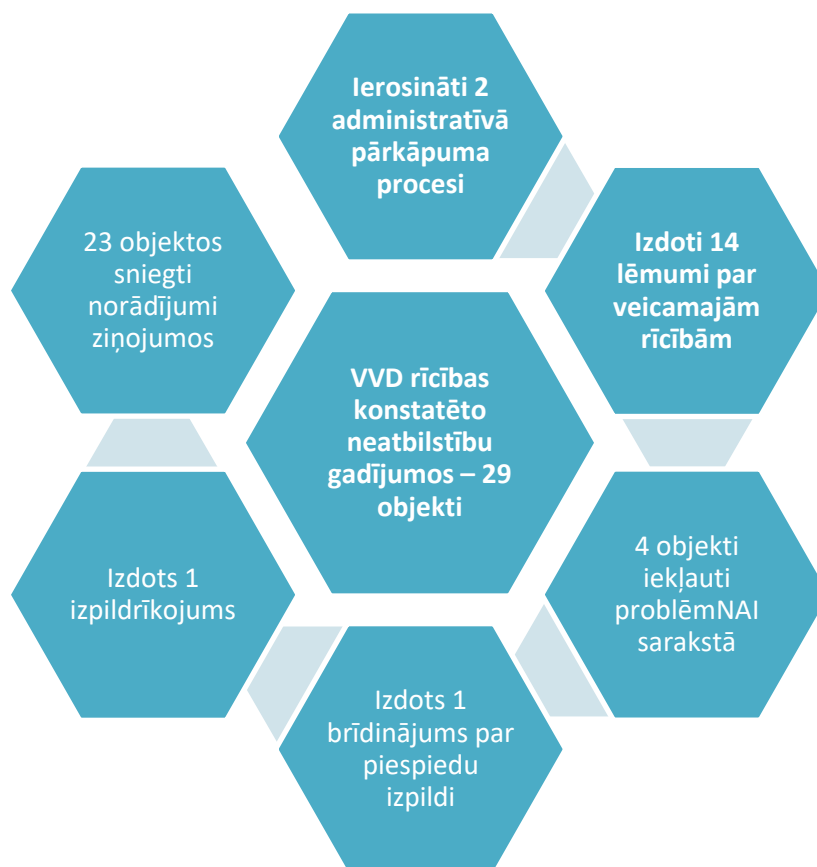 Ierosināti 2
administratīvā
pārkāpuma
procesi
Izdoti 14
lēmumi par
veicamajām
rīcībām
4 objekti
iekļauti
problēmNAI
sarakstā
Izdots 1
brīdinājums par
piespiedu
izpildi
Izdots 1
izpildrīkojums
23 objektos
sniegti
norādījumi
ziņojumos
VVD rīcības
konstatēto
neatbilstību
gadījumos – 29
objekti